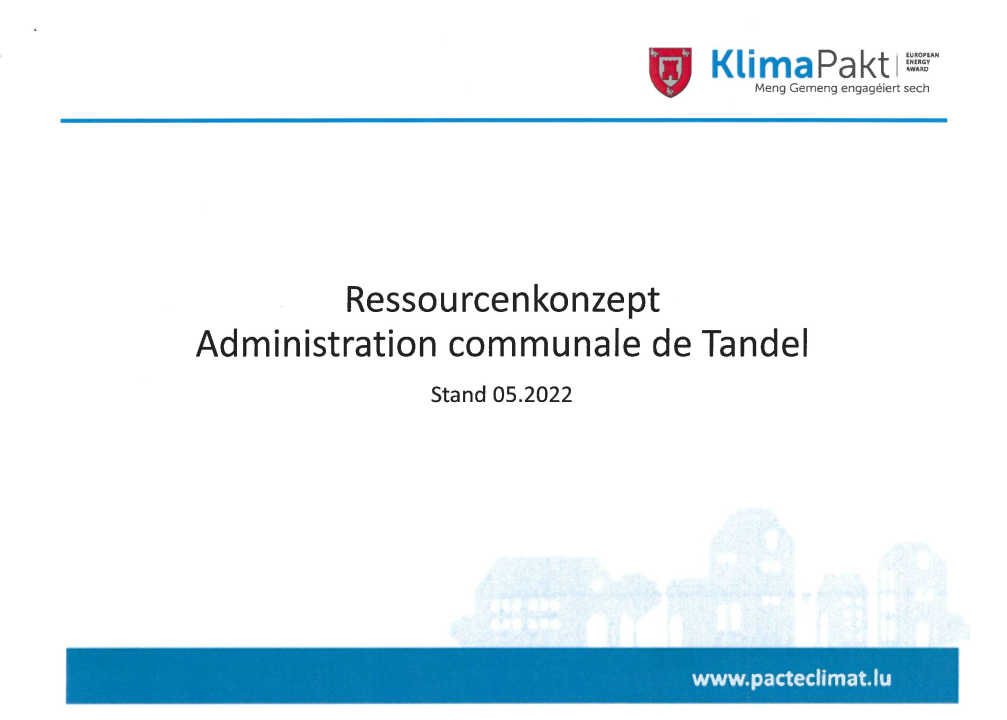 KlimaPakt
EUROPEAN
ENERGY
AWARD
Meng Gemeng engagéiert sech
Ressourcenkonzept
Administration communale de Tandel
Stand 05.2022
www.pacteclimat.lu